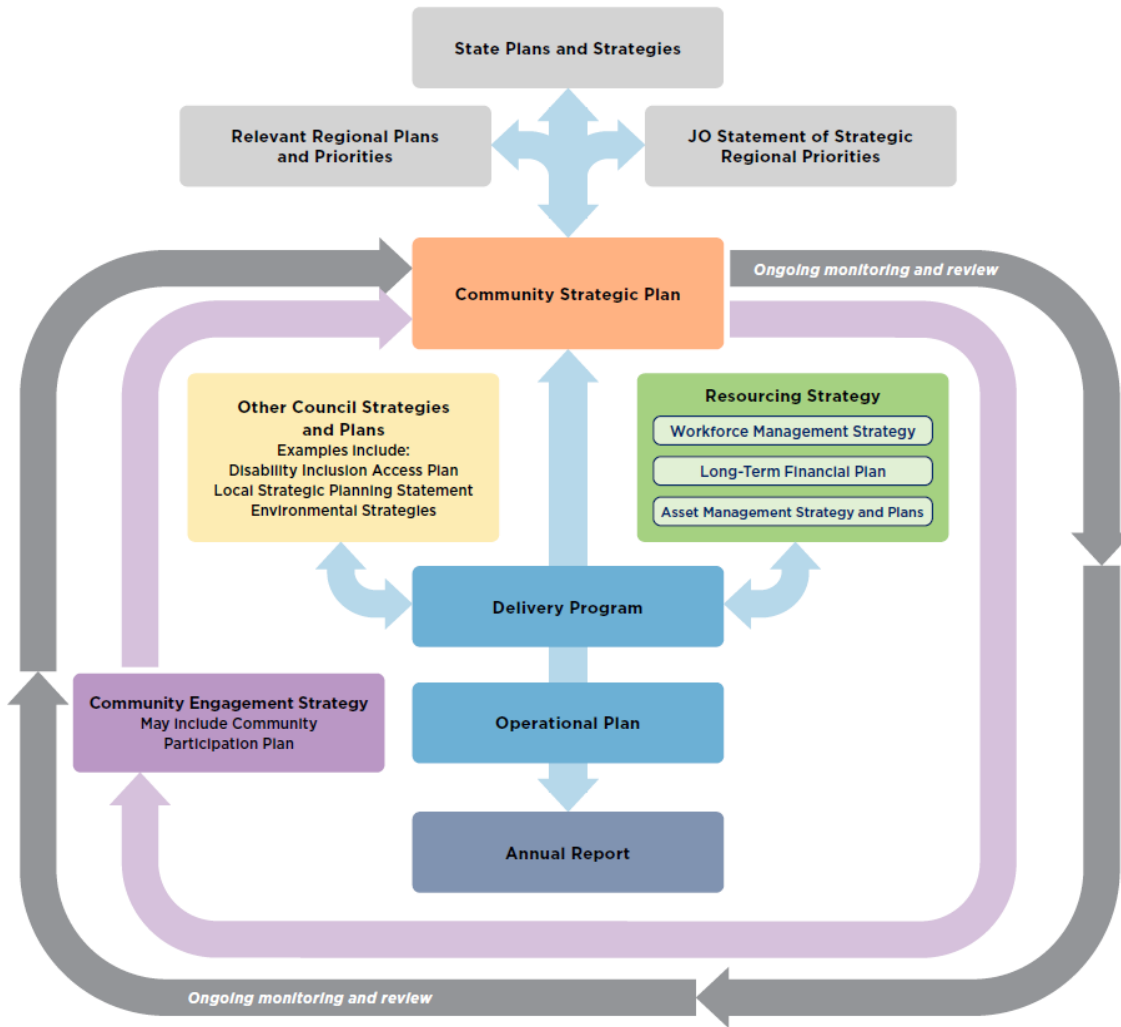 State Plans and Strategies
Relevant Regional Plans
and Priorities
JO Statement of Strategic
Regional Priorities
Ongoing monitoring and review
Community Strategic Plan
Other Council Strategies
and Plans
Examples include:
Disability Inclusion Access Plan
Local Strategic Planning Statement
Environmental Strategies
Resourcing Strategy
Workforce Management Strategy
Long-Term Financial Plan
Asset Management Strategy and Plans
Delivery Program
Community Engagement Strategy
May Include Community
Participation Plan
Operational Plan
Annual Report
Ongoing monitoring and review